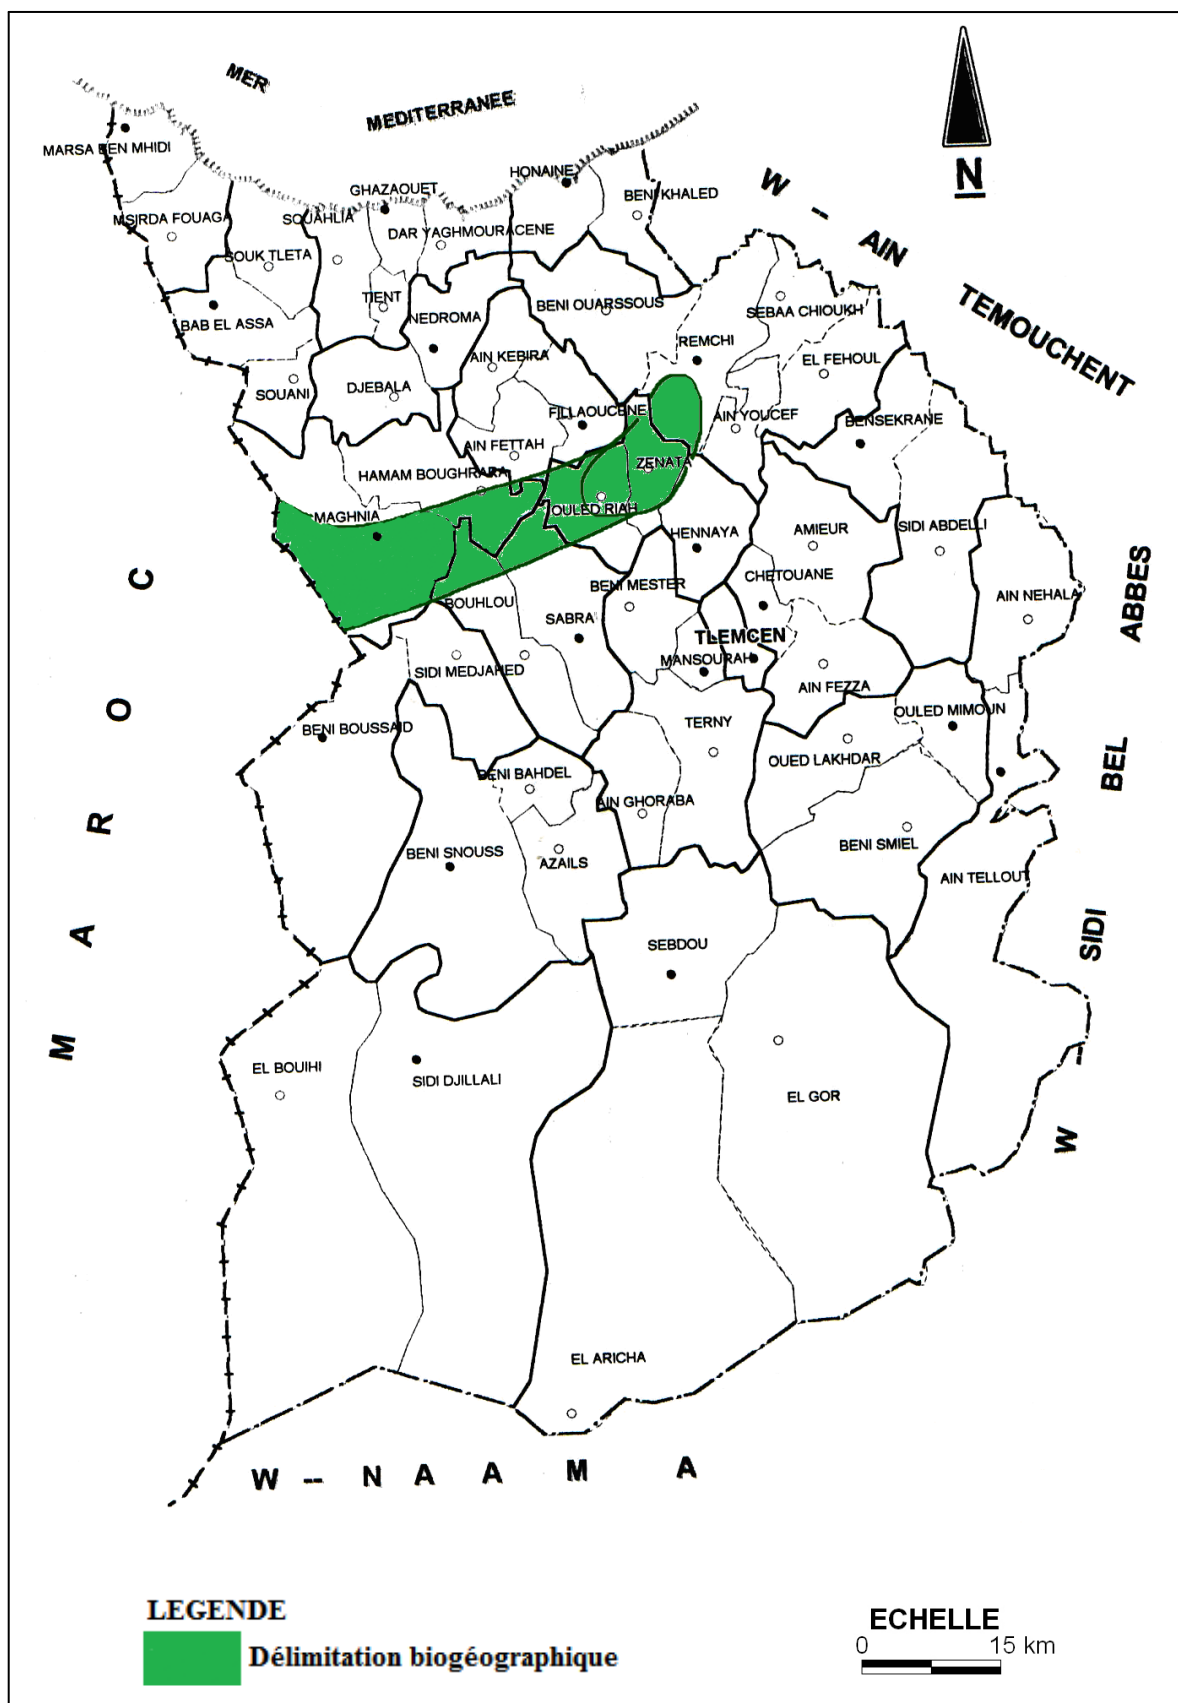 MER
MEDITERRANEE
N
MARSA BEN MHIDI
HONAINE
GHAZAOUET
BENI KHALED
W -- AIN
TEMOUCHENT
MSIRDA FOUAGA
SOUAHLIA
DAR YAGHMOURACENE
SOUK TLETA
TIENT
BENI OUARSSOUS
SEBAA CHIOUKH
BAB EL ASSA
NEDROMA
REMCHI
AIN KEBIRA
EL FEHOUL
SOUANI
DJEBALA
FILLAOUCENE
AIN YOUCEF
BENSEKRANE
AIN FETTAH
HAMAM BOUGHRARA
ZENATA
MAGHNIA
OULED RIAH
HENNAYA
AMIEUR
SIDI ABDELLI
BENI MESTER
CHETOUANE
BOUHLOU
SABRA
AIN NEHALA
TLEMCEN
MANSOURAH
SIDI MEDJAHED
AIN FEZZA
BENI BOUSSAID
TERNY
OULED MIMOUN
OUED LAKHDAR
BENI BAHDEL
AIN GHORABA
BENI SNOUSS
AZAILS
BENI SMIEL
AIN TELLOUT
SEBDOU
EL BOUIHI
SIDI DJILLALI
EL GOR
EL ARICHA
MAROC
W -- SIDI BEL ABBES
W -- NAAMA
LEGENDE
Délimitation biogéographique
ECHELLE
0 15 km